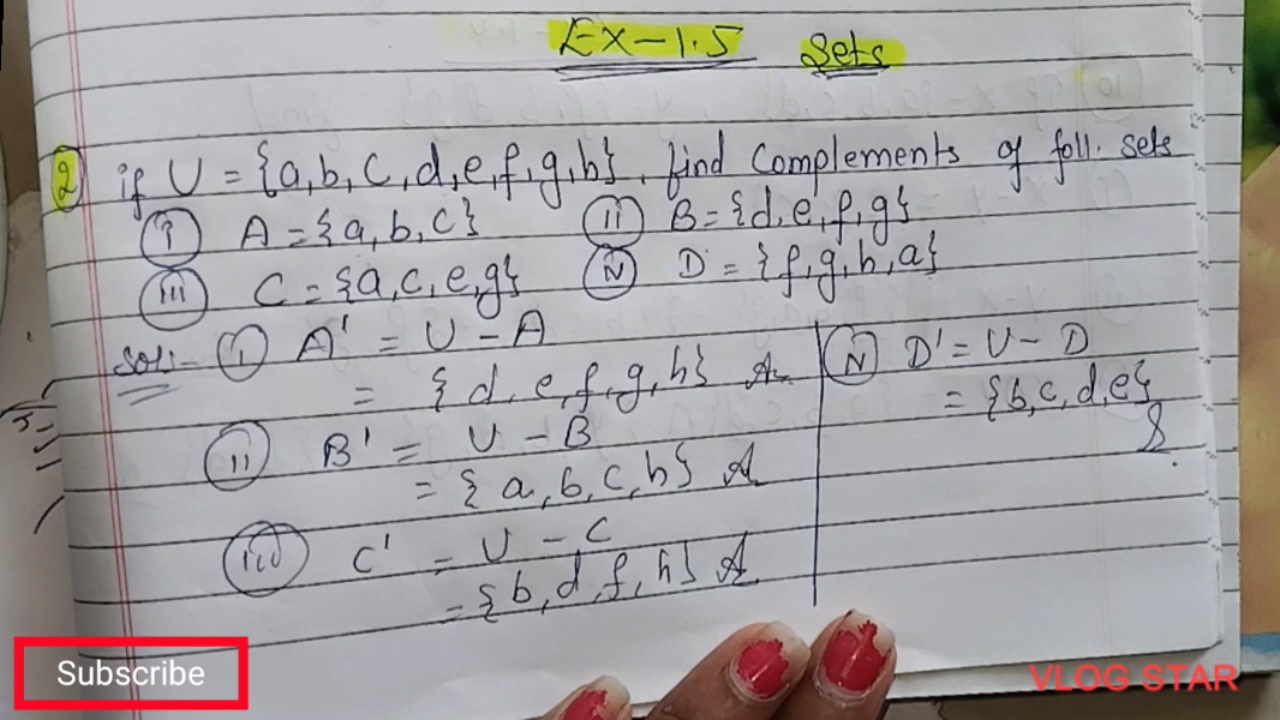 Ex-1.5 Sets
2 if U = {a, b, c, d, e, f, g, h}, find Complements of foll. sets
(i) A = {a, b, c} (ii) B = {d, e, f, g}
(iii) C = {a, c, e, g} (iv) D = {f, g, h, a}
Sol:- (i) A' = U - A
= {d, e, f, g, h} A
(ii) B' = U - B
= {a, b, c, h} A
(iii) C' = U - C
= {b, d, f, h} A
(iv) D' = U - D
= {b, c, d, e}
Subscribe
VLOG STAR